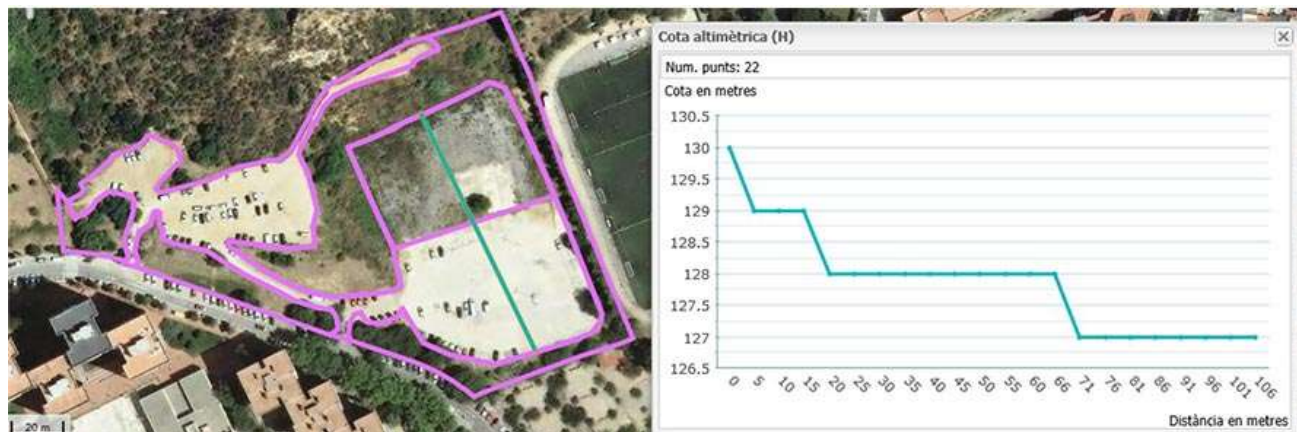 Cota altimètrica (H)
Num. punts: 22
Cota en metres
130.5
130
129.5
129
128.5
128
127.5
127
126.5
0 5 10 15 20 25 30 35 40 45 50 55 60 66 71 76 81 86 91 96 101 106
Distància en metres
20 m